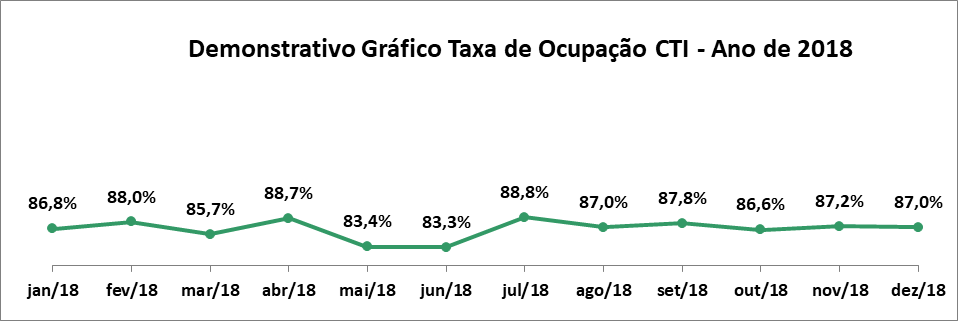 Demonstrativo Gráfico Taxa de Ocupação CTI - Ano de 2018
86,8% 88,0% 85,7% 88,7% 83,4% 83,3% 88,8% 87,0% 87,8% 86,6% 87,2% 87,0%
jan/18 fev/18 mar/18 abr/18 mai/18 jun/18 jul/18 ago/18 set/18 out/18 nov/18 dez/18